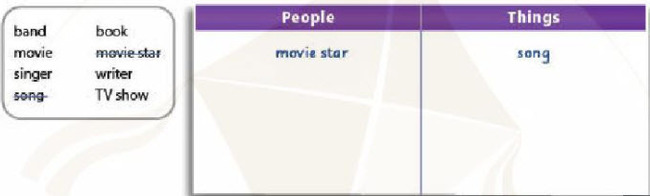 band book
movie movie star
singer writer
song TV show
People Things
movie star song